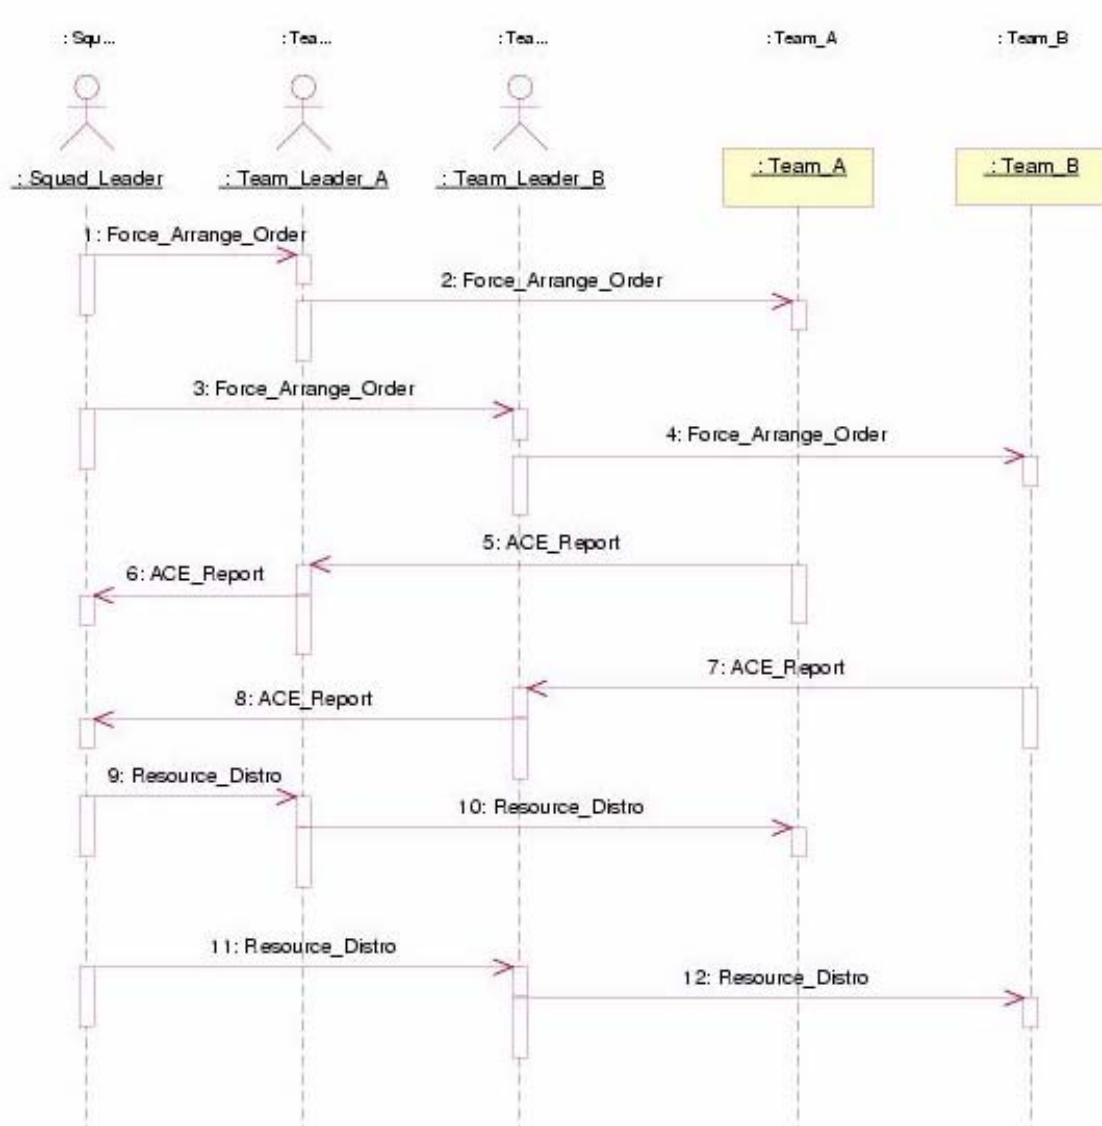 : Squ...
: Tea...
: Tea...
: Team_A
: Team_B
: Squad_Leader
: Team_Leader_A
: Team_Leader_B
: Team_A
: Team_B
1: Force_Arrange_Order
2: Force_Arrange_Order
3: Force_Arrange_Order
4: Force_Arrange_Order
5: ACE_Report
6: ACE_Report
7: ACE_Report
8: ACE_Report
9: Resource_Distro
10: Resource_Distro
11: Resource_Distro
12: Resource_Distro